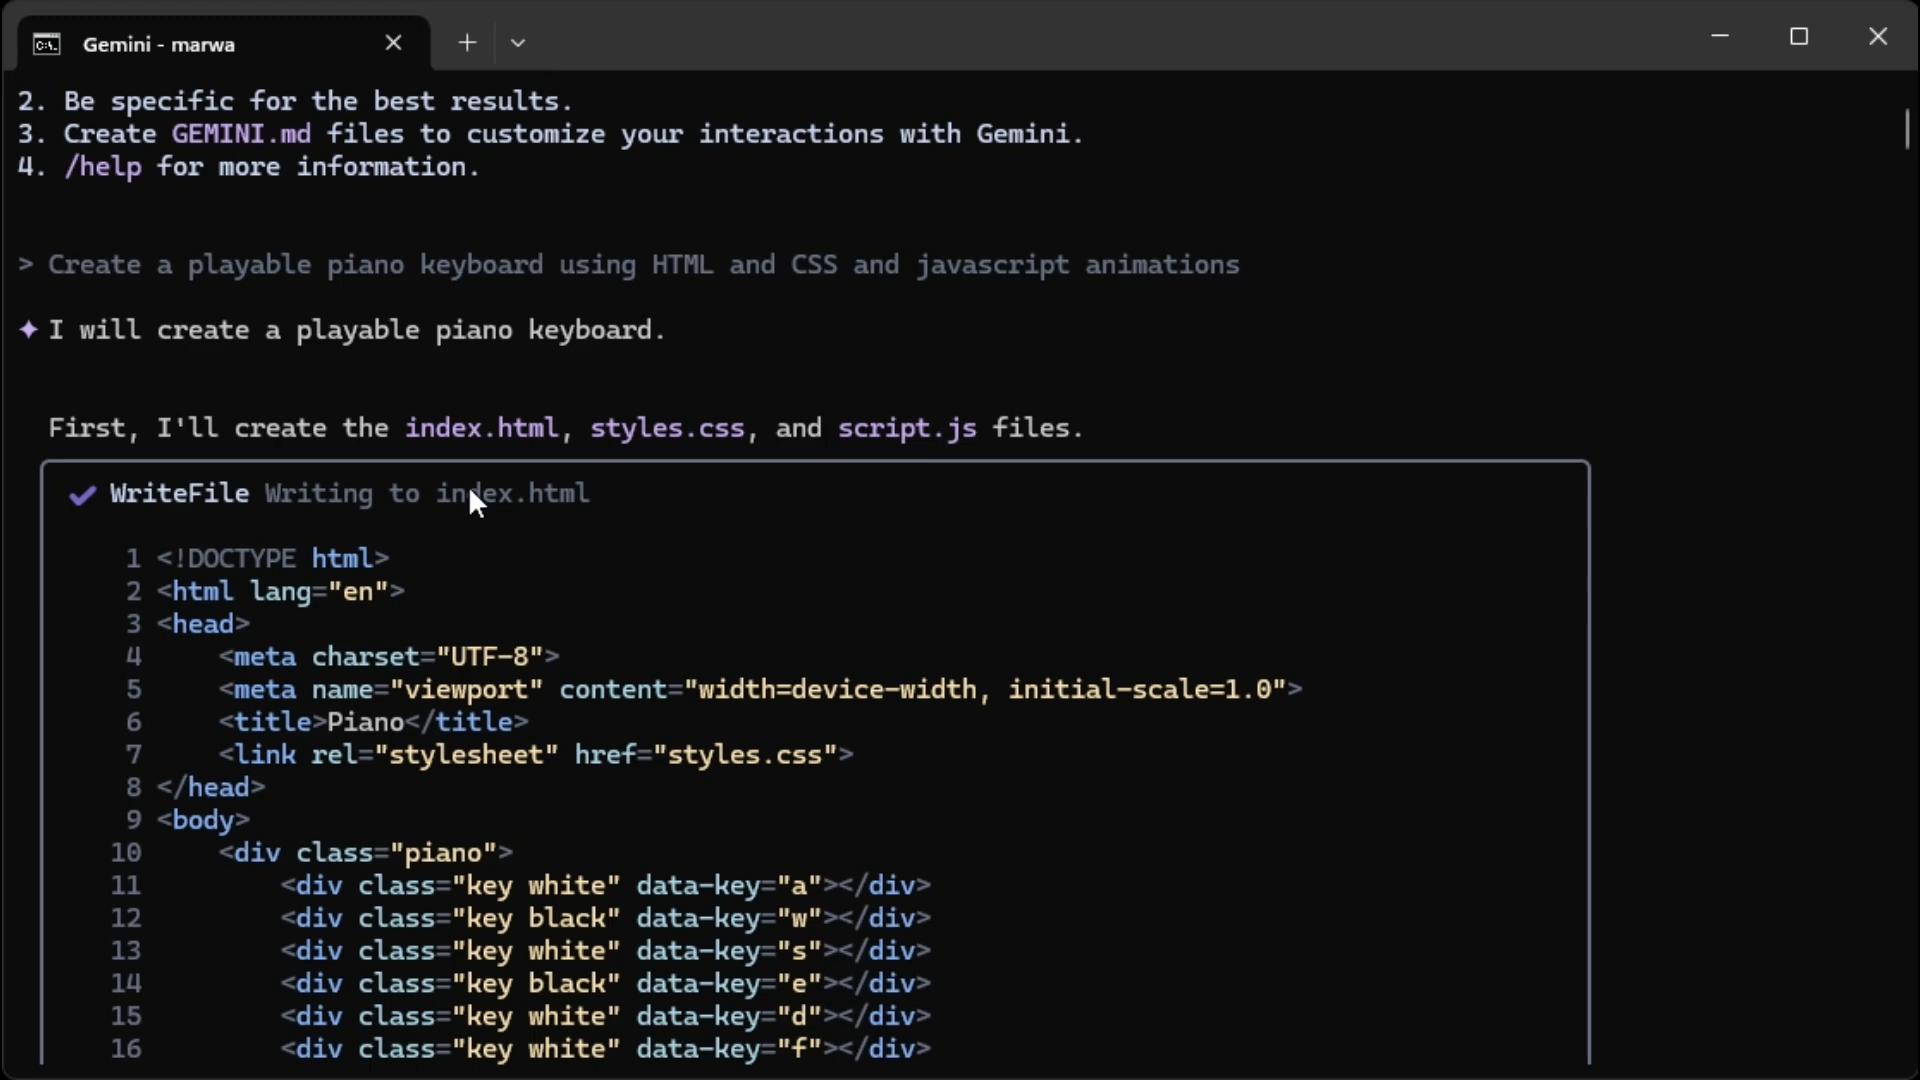 Gemini - marwa
2. Be specific for the best results.
3. Create GEMINI.md files to customize your interactions with Gemini.
4. /help for more information.
> Create a playable piano keyboard using HTML and CSS and javascript animations
✦ I will create a playable piano keyboard.
First, I'll create the index.html, styles.css, and script.js files.
✔ WriteFile Writing to index.html
1 <!DOCTYPE html>
2 <html lang="en">
3 <head>
4     <meta charset="UTF-8">
5     <meta name="viewport" content="width=device-width, initial-scale=1.0">
6     <title>Piano</title>
7     <link rel="stylesheet" href="styles.css">
8 </head>
9 <body>
10     <div class="piano">
11         <div class="key white" data-key="a"></div>
12         <div class="key black" data-key="w"></div>
13         <div class="key white" data-key="s"></div>
14         <div class="key black" data-key="e"></div>
15         <div class="key white" data-key="d"></div>
16         <div class="key white" data-key="f"></div>